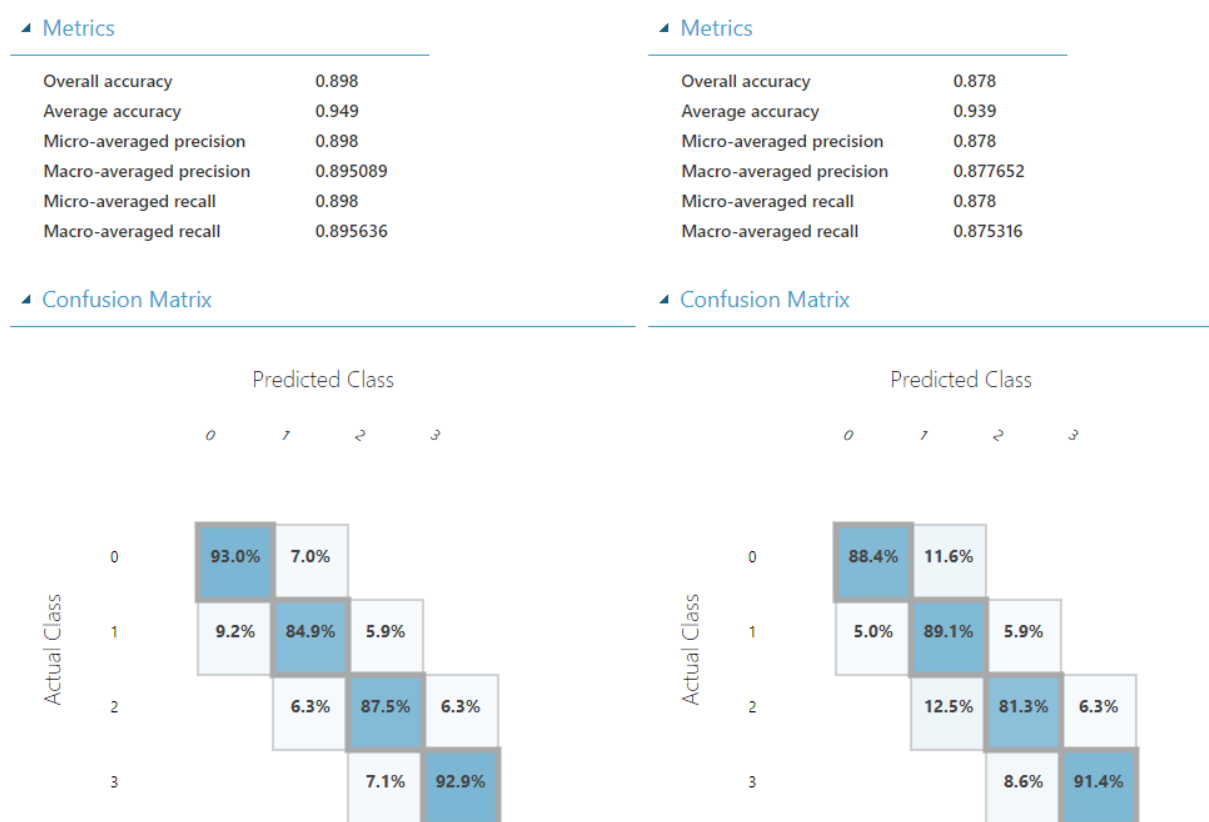 Metrics
Overall accuracy 0.898
Average accuracy 0.949
Micro-averaged precision 0.898
Macro-averaged precision 0.895089
Micro-averaged recall 0.898
Macro-averaged recall 0.895636
Confusion Matrix
Predicted Class
0 1 2 3
Actual Class
0 93.0% 7.0%
1 9.2% 84.9% 5.9%
2 6.3% 87.5% 6.3%
3 7.1% 92.9%
Metrics
Overall accuracy 0.878
Average accuracy 0.939
Micro-averaged precision 0.878
Macro-averaged precision 0.877652
Micro-averaged recall 0.878
Macro-averaged recall 0.875316
Confusion Matrix
Predicted Class
0 1 2 3
Actual Class
0 88.4% 11.6%
1 5.0% 89.1% 5.9%
2 12.5% 81.3% 6.3%
3 8.6% 91.4%